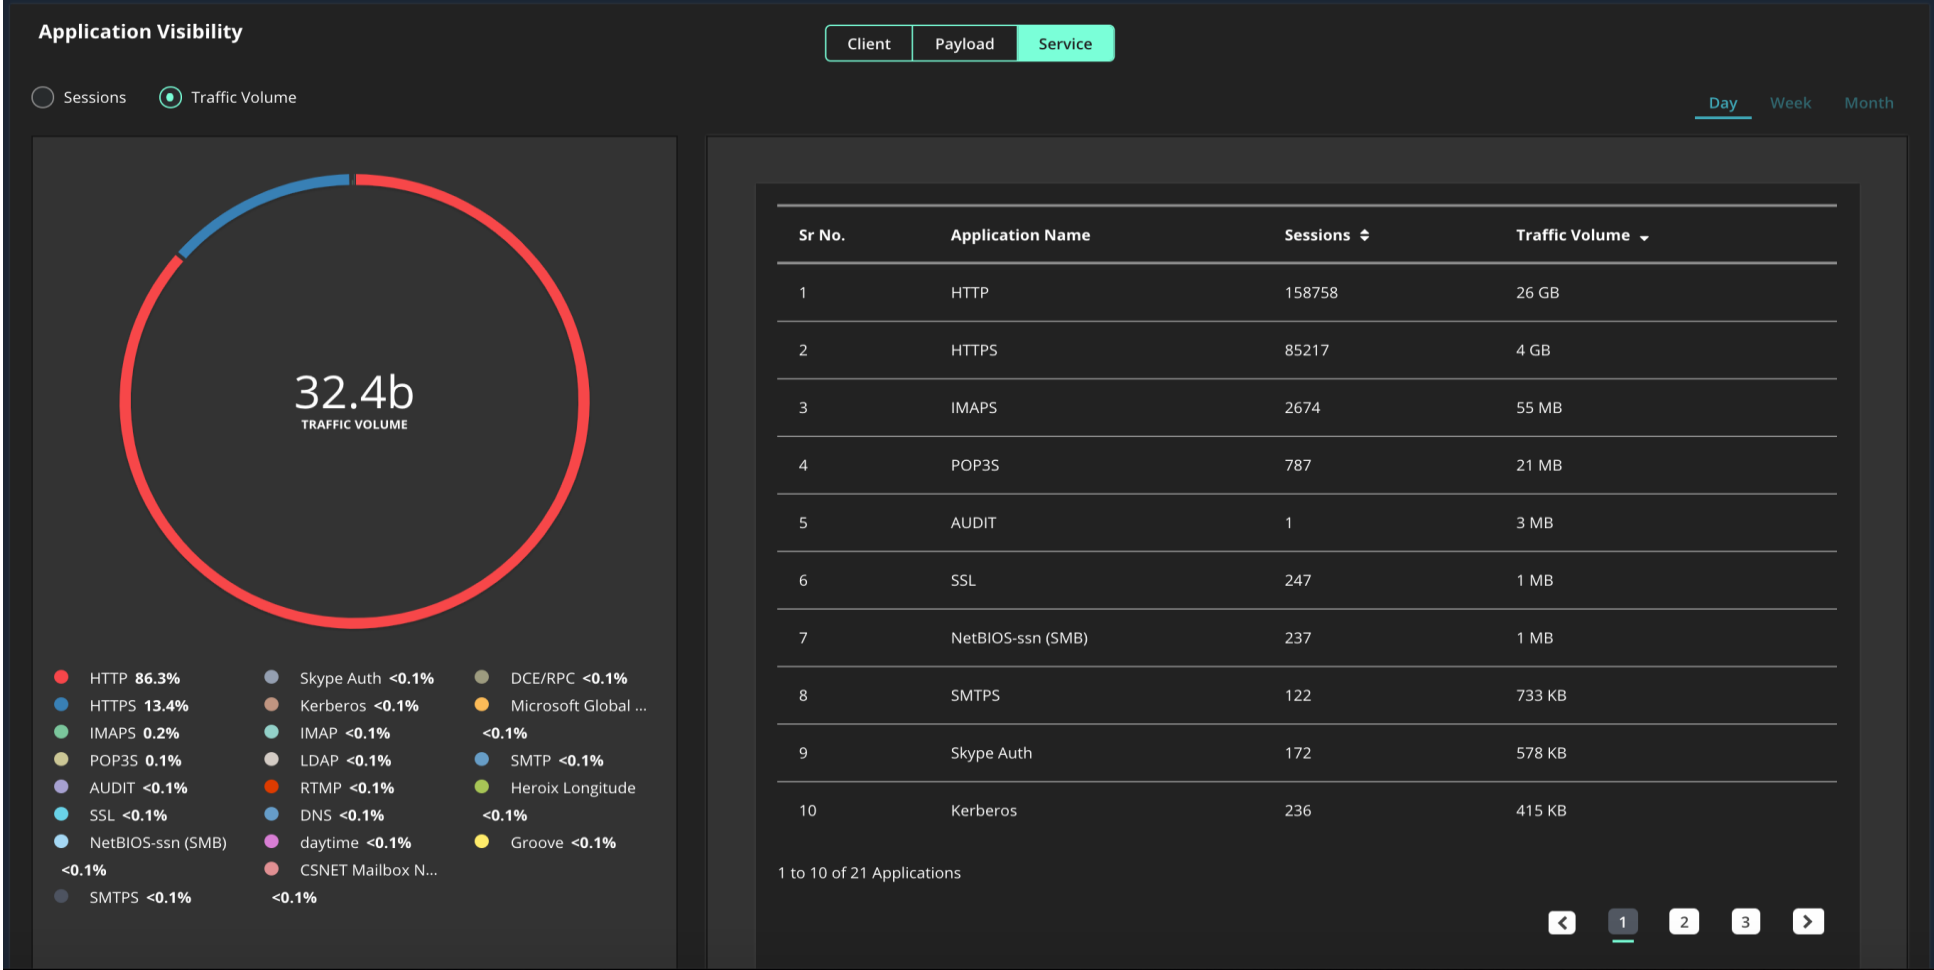 Application Visibility
Client Payload Service
Sessions Traffic Volume
Day Week Month
32.4b
TRAFFIC VOLUME
HTTP 86.3%
HTTPS 13.4%
IMAPS 0.2%
POP3S 0.1%
AUDIT <0.1%
SSL <0.1%
NetBIOS-ssn (SMB)
<0.1%
SMTPS <0.1%
Skype Auth <0.1%
Kerberos <0.1%
IMAP <0.1%
LDAP <0.1%
RTMP <0.1%
DNS <0.1%
daytime <0.1%
CSNET Mailbox N...
<0.1%
DCE/RPC <0.1%
Microsoft Global ...
<0.1%
SMTP <0.1%
Heroix Longitude
<0.1%
Groove <0.1%
Sr No. Application Name Sessions Traffic Volume
1 HTTP 158758 26 GB
2 HTTPS 85217 4 GB
3 IMAPS 2674 55 MB
4 POP3S 787 21 MB
5 AUDIT 1 3 MB
6 SSL 247 1 MB
7 NetBIOS-ssn (SMB) 237 1 MB
8 SMTPS 122 733 KB
9 Skype Auth 172 578 KB
10 Kerberos 236 415 KB
1 to 10 of 21 Applications
1 2 3